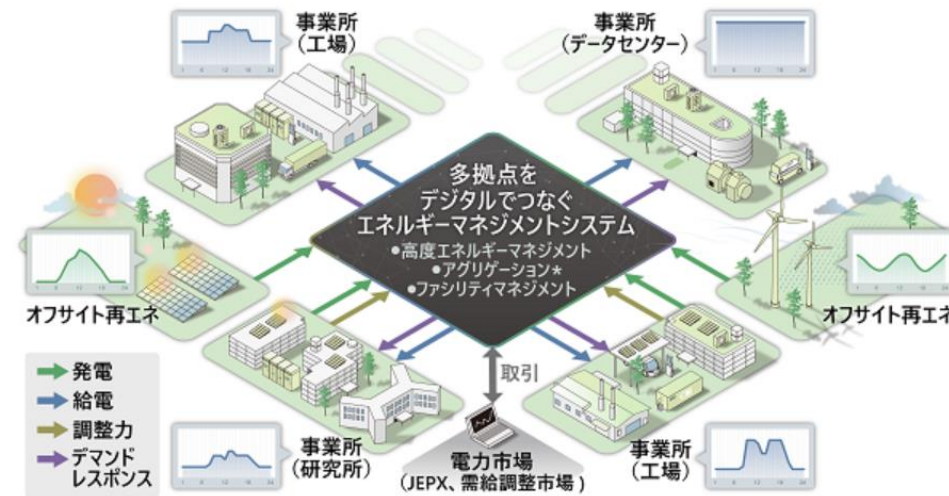 事業所
（工場）
事業所
（データセンター）
多拠点を
デジタルでつなぐ
エネルギーマネジメントシステム
●高度エネルギーマネジメント
●アグリゲーション*
●ファシリティマネジメント
オフサイト再エネ
オフサイト再エネ
発電
給電
調整力
デマンド
レスポンス
取引
事業所
（研究所）
電力市場
（JEPX、需給調整市場）
事業所
（工場）